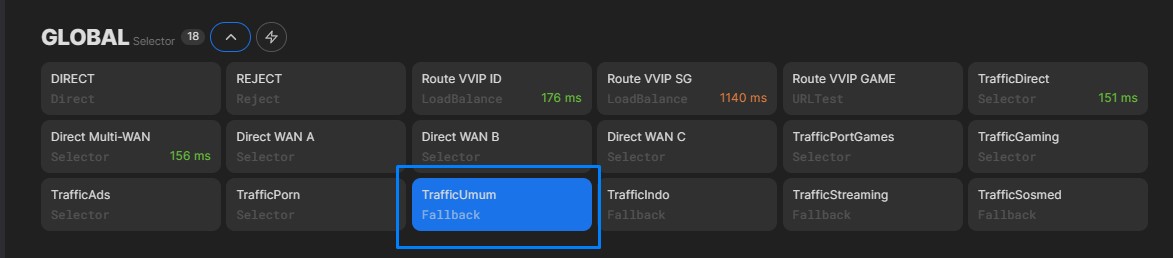 GLOBAL Selector 18
DIRECT
Direct
REJECT
Reject
Route VVIP ID
LoadBalance 176 ms
Route VVIP SG
LoadBalance 1140 ms
Route VVIP GAME
URLTest
TrafficDirect
Selector 151 ms
Direct Multi-WAN
Selector 156 ms
Direct WAN A
Selector
Direct WAN B
Selector
Direct WAN C
Selector
TrafficPortGames
Selector
TrafficGaming
Selector
TrafficAds
Selector
TrafficPorn
Selector
TrafficUmum
Fallback
TrafficIndo
Fallback
TrafficStreaming
Fallback
TrafficSosmed
Fallback